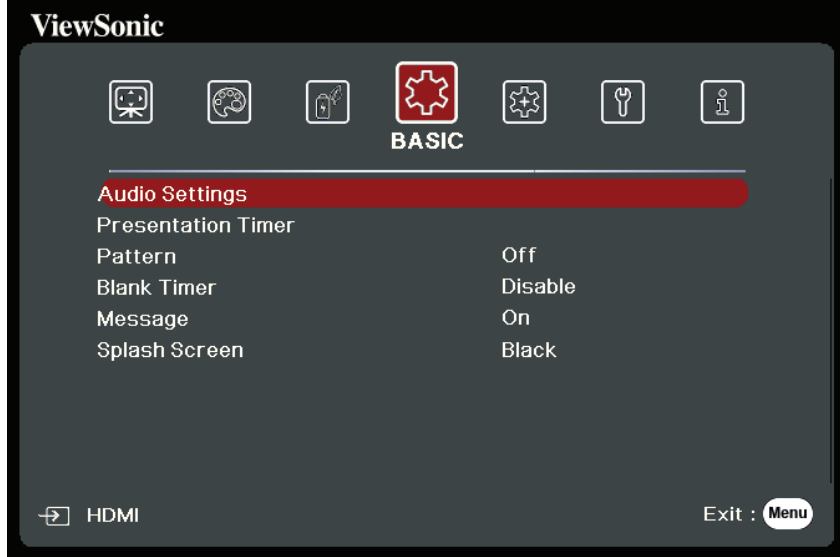 ViewSonic
BASIC
Audio Settings
Presentation Timer
Pattern Off
Blank Timer Disable
Message On
Splash Screen Black
HDMI Exit : Menu